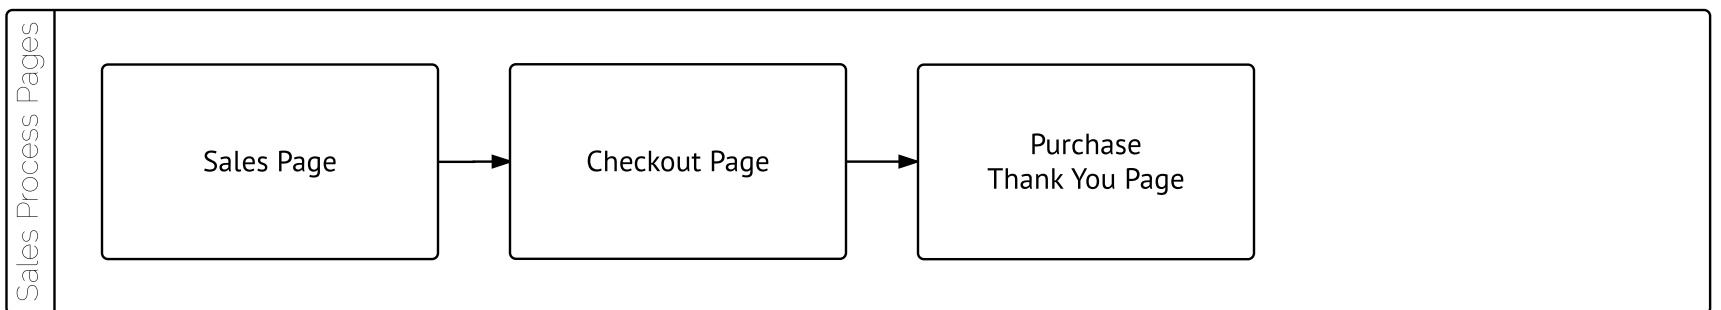 Sales Process Pages
Sales Page
Checkout Page
Purchase
Thank You Page